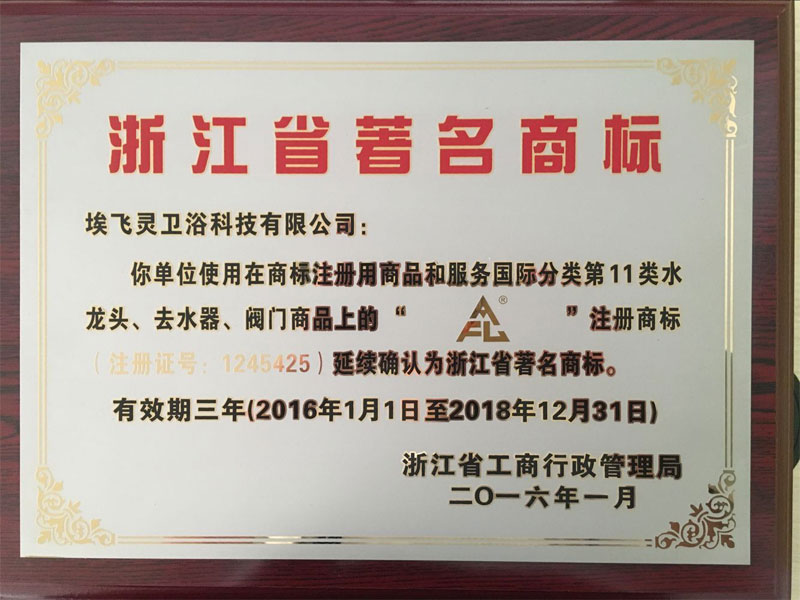 浙江省著名商标
埃飞灵卫浴科技有限公司：
你单位使用在商标注册用商品和服务国际分类第11类水
龙头、去水器、阀门商品上的“AFL®”注册商标
（注册证号：1245425）延续确认为浙江省著名商标。
有效期三年(2016年1月1日至2018年12月31日)
浙江省工商行政管理局
二〇一六年一月